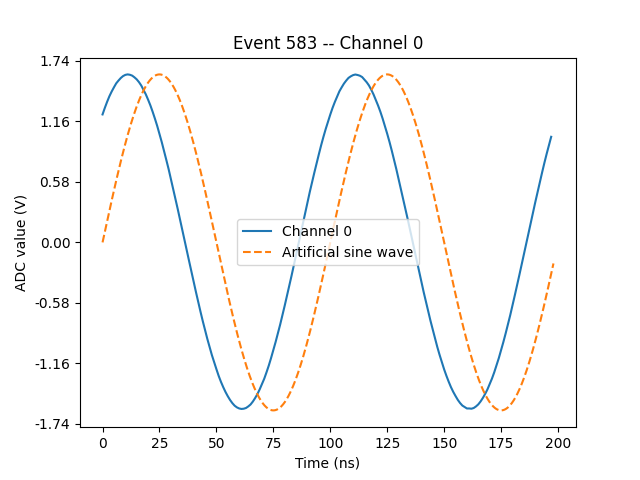 Event 583 -- Channel 0
ADC value (V)
1.74
1.16
0.58
0.00
-0.58
-1.16
-1.74
Channel 0
Artificial sine wave
0 25 50 75 100 125 150 175 200
Time (ns)